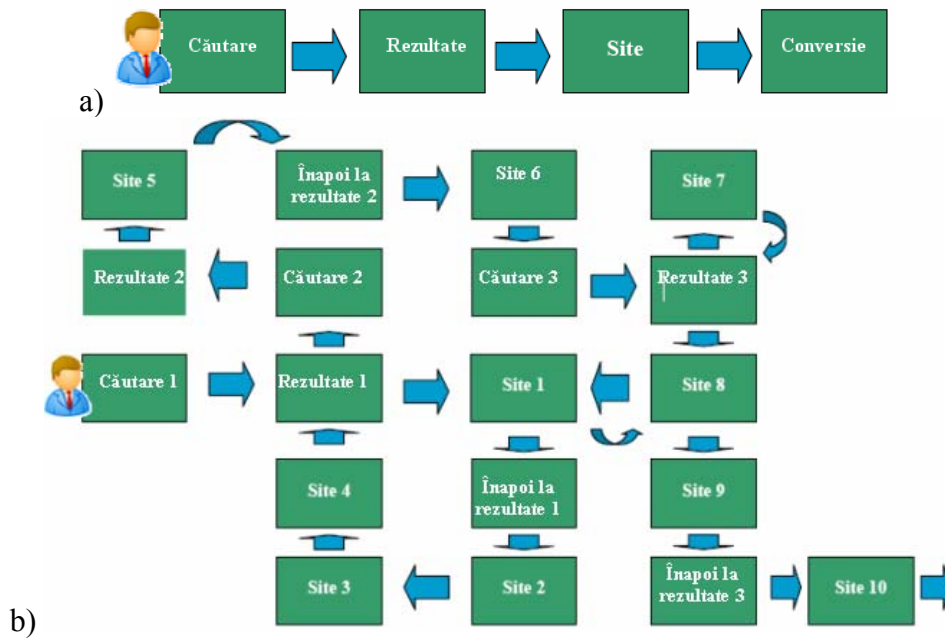 Căutare
Rezultate
Site
Conversie
a)
Site 5
Înapoi la
rezultate 2
Site 6
Site 7
Rezultate 2
Căutare 2
Căutare 3
Rezultate 3
Căutare 1
Rezultate 1
Site 1
Site 8
Site 4
Înapoi la
rezultate 1
Site 9
Site 3
Site 2
Înapoi la
rezultate 3
Site 10
b)